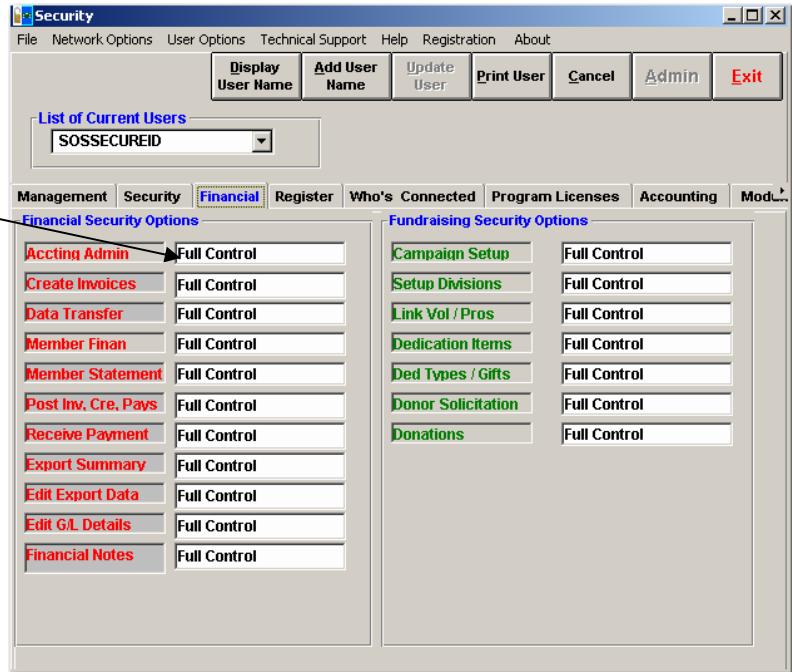 Security
File Network Options User Options Technical Support Help Registration About
Display User Name
Add User Name
Update User
Print User
Cancel
Admin
Exit
List of Current Users
SOSSECUREID
Management Security Financial Register Who's Connected Program Licenses Accounting
Financial Security Options
Accting Admin Full Control
Create Invoices Full Control
Data Transfer Full Control
Member Finan Full Control
Member Statement Full Control
Post Inv, Cre, Pays Full Control
Receive Payment Full Control
Export Summary Full Control
Edit Export Data Full Control
Edit G/L Details Full Control
Financial Notes Full Control
Fundraising Security Options
Campaign Setup Full Control
Setup Divisions Full Control
Link Vol / Pros Full Control
Dedication Items Full Control
Ded Types / Gifts Full Control
Donor Solicitation Full Control
Donations Full Control